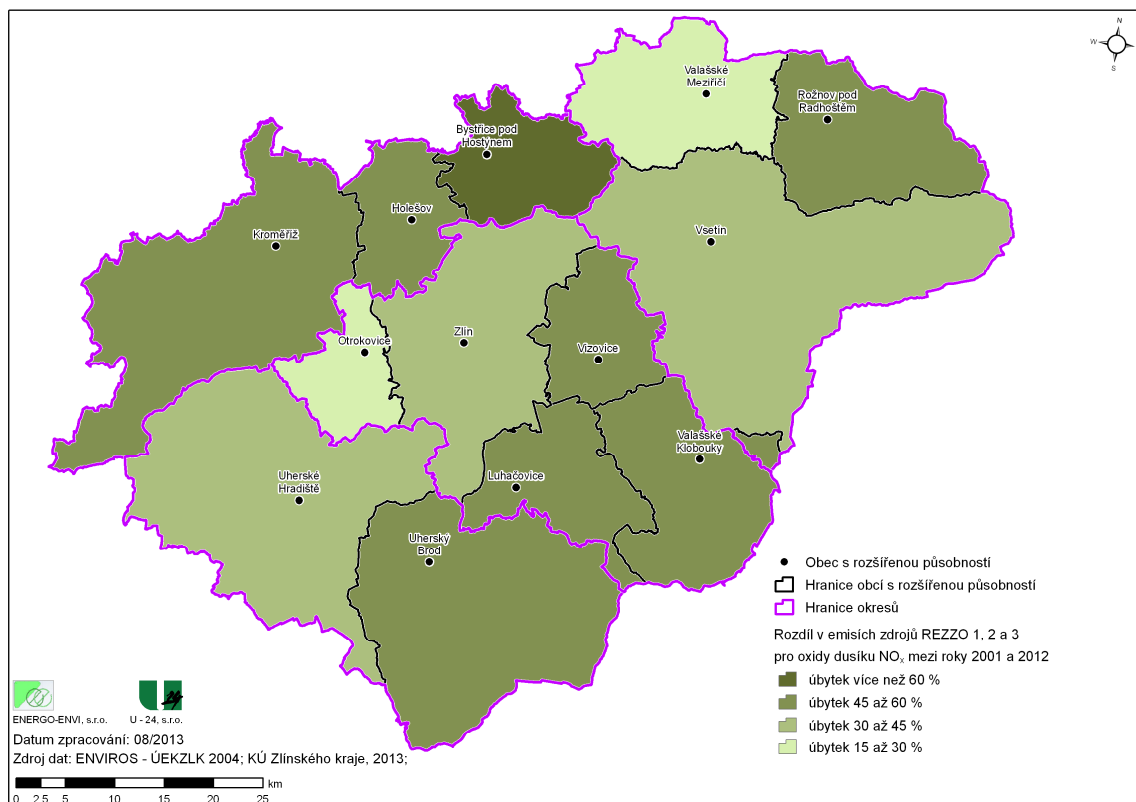 N
W
E
S
Valašské
Meziříčí
Rožnov pod
Radhoštěm
Bystřice pod
Hostýnem
Holešov
Kroměříž
Vsetín
Otrokovice
Zlín
Vizovice
Valašské
Klobouky
Luhačovice
Uherské
Hradiště
Uhersky
Brod
Obec s rozšířenou působností
Hranice obcí s rozšířenou působností
Hranice okresů
Rozdíl v emisích zdrojů REZZO 1, 2 a 3
pro oxidy dusíku NOx mezi roky 2001 a 2012
úbytek více než 60 %
úbytek 45 až 60 %
úbytek 30 až 45 %
úbytek 15 až 30 %
ENERGO-ENVI, s.r.o.
U - 24, s.r.o.
Datum zpracování: 08/2013
Zdroj dat: ENVIROS - ÚEKZLK 2004; KÚ Zlínského kraje, 2013;
km
0 2,5 5 10 15 20 25